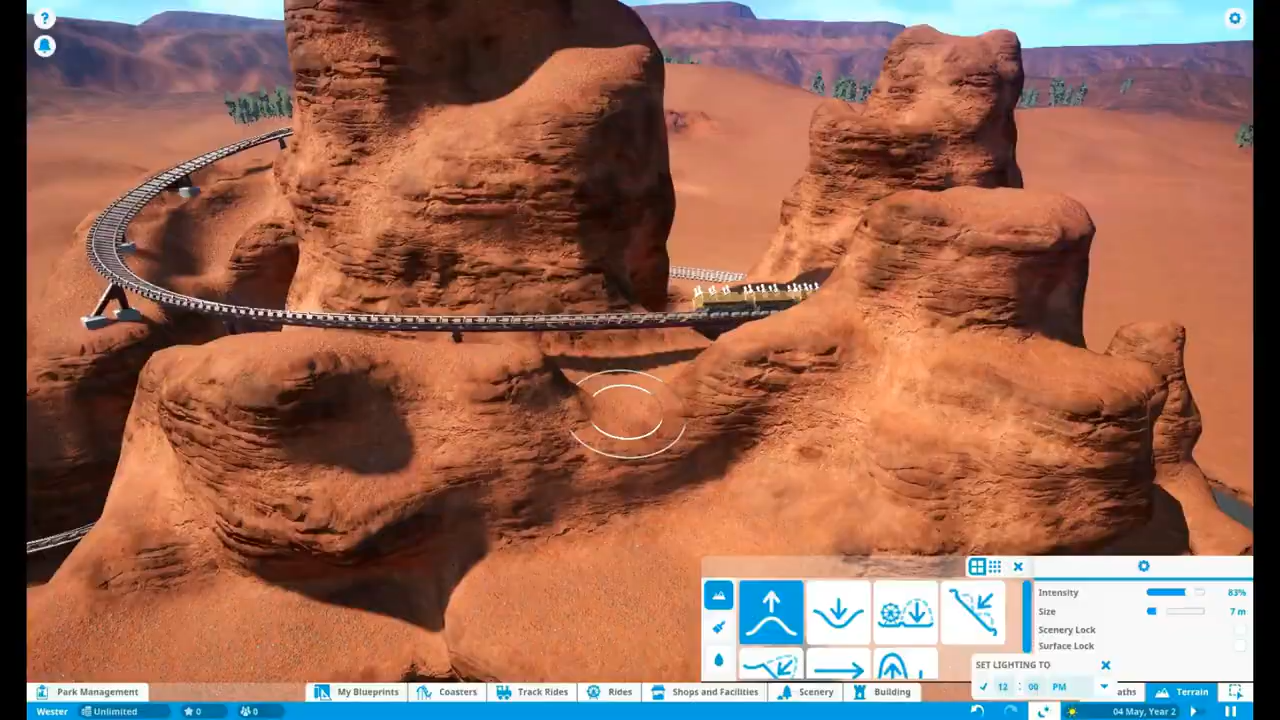 ?
Intensity 83%
Size 7 m
Scenery Lock
Surface Lock
SET LIGHTING TO
12 : 00 PM
Park Management My Blueprints Coasters Track Rides Rides Shops and Facilities Scenery Building aths Terrain
Wester Unlimited 0 0 04 May, Year 2